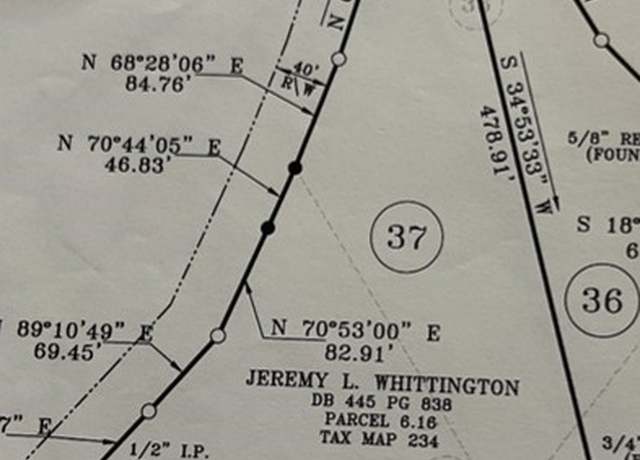 N
40'
R\W
N 68°28'06" E
84.76'
N 70°44'05" E
46.83'
S 34°53'33" W
478.91'
5/8" RE
(FOUN
37
S 18°
6
36
89°10'49" E
69.45'
N 70°53'00" E
82.91'
JEREMY L. WHITTINGTON
DB 445 PG 838
PARCEL 6.16
TAX MAP 234
7" E
1/2" I.P.
3/4"